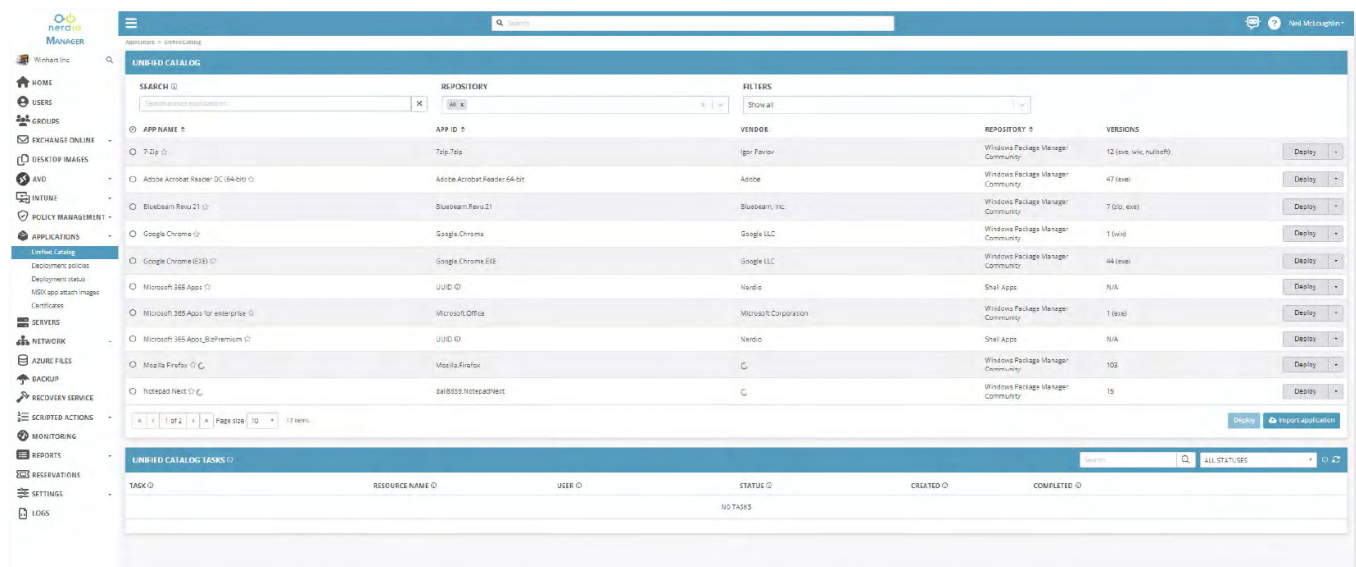 nerdio
MANAGER
Search
Neil McLoughlin
Winhart Inc
Applications > Unified Catalog
HOME
USERS
GROUPS
EXCHANGE ONLINE
DESKTOP IMAGES
AVD
INTUNE
POLICY MANAGEMENT
APPLICATIONS
Unified Catalog
Deployment policies
Deployment status
MSIX app attach images
Certificates
SERVERS
NETWORK
AZURE FILES
BACKUP
RECOVERY SERVICE
SCRIPTED ACTIONS
MONITORING
REPORTS
RESERVATIONS
SETTINGS
LOGS
UNIFIED CATALOG
SEARCH REPOSITORY FILTERS
All x Show all
APP NAME APP ID VENDOR REPOSITORY VERSIONS
7-Zip 7zip.7zip Igor Pavlov Windows Package Manager Community 12 (exe, wix, nullsoft) Deploy
Adobe Acrobat Reader DC (64-bit) Adobe.Acrobat.Reader.64-bit Adobe Windows Package Manager Community 47 (exe) Deploy
Bluebeam Revu 21 Bluebeam.Revu.21 Bluebeam, Inc. Windows Package Manager Community 7 (zip, exe) Deploy
Google Chrome Google.Chrome Google LLC Windows Package Manager Community 1 (wix) Deploy
Google Chrome (EXE) Google.Chrome.EXE Google LLC Windows Package Manager Community 44 (exe) Deploy
Microsoft 365 Apps UUID Nerdio Shell Apps N/A Deploy
Microsoft 365 Apps for enterprise Microsoft.Office Microsoft Corporation Windows Package Manager Community 1 (exe) Deploy
Microsoft 365 Apps_BizPremium UUID Nerdio Shell Apps N/A Deploy
Mozilla Firefox Mozilla.Firefox Windows Package Manager Community 103 Deploy
Notepad Next dail8859.NotepadNext Windows Package Manager Community 15 Deploy
1 of 2 Page size 10 17 items Deploy Import application
UNIFIED CATALOG TASKS Search ALL STATUSES
TASK RESOURCE NAME USER STATUS CREATED COMPLETED
NO TASKS